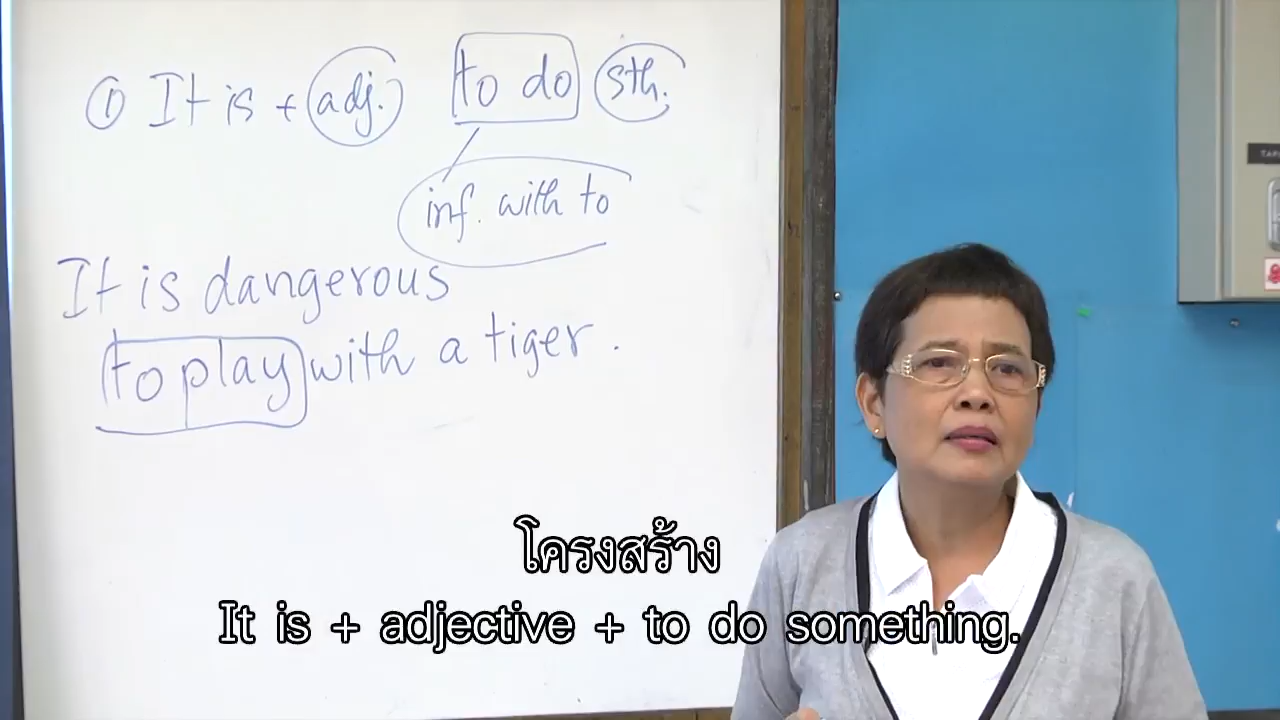 ① It is + adj. to do sth.
inf. with to
It is dangerous
to play with a tiger.
โครงสร้าง
It is + adjective + to do something.